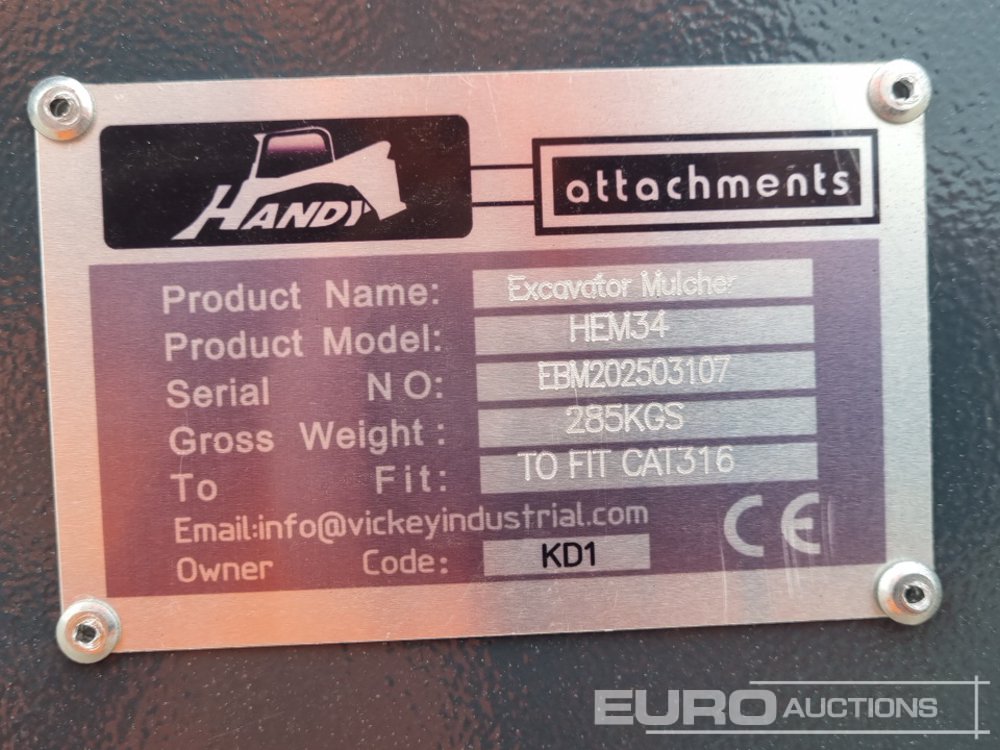 HANDY attachments
Product Name: Excavator Mulcher
Product Model: HEM34
Serial NO: EBM202503107
Gross Weight: 285KGS
To Fit: TO FIT CAT316
Email:info@vickeyindustrial.com
CE
Owner Code: KD1
EURO AUCTIONS